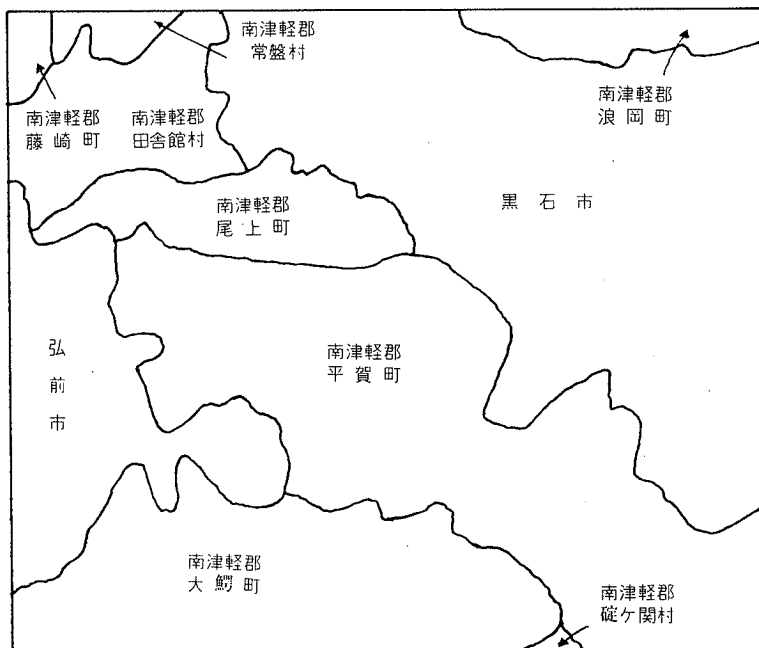 南津軽郡
常盤村
南津軽郡
藤崎町
南津軽郡
田舎館村
南津軽郡
浪岡町
南津軽郡
尾上町
黒石市
弘前市
南津軽郡
平賀町
南津軽郡
大鰐町
南津軽郡
碇ケ関村